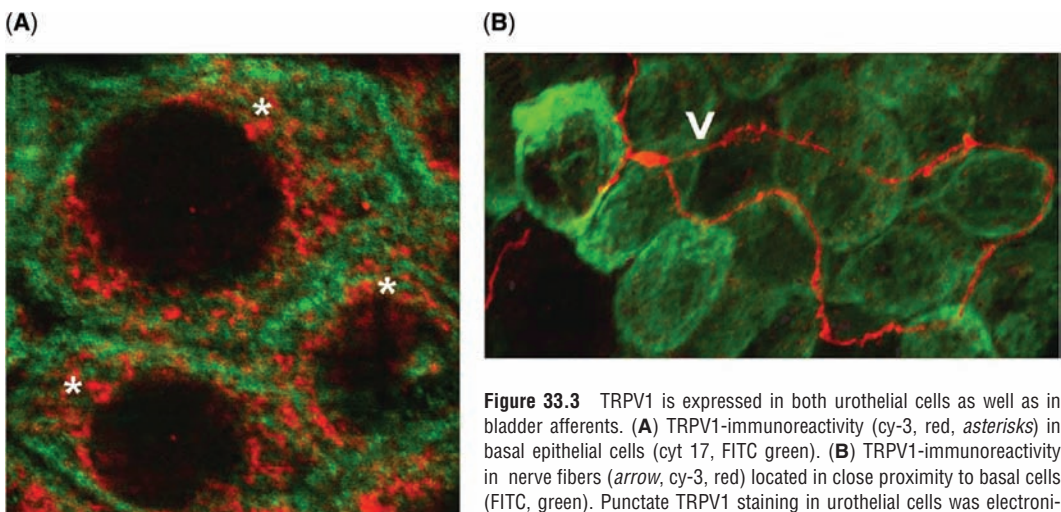 (A)
(B)
*
V
*
*
Figure 33.3 TRPV1 is expressed in both urothelial cells as well as in
bladder afferents. (A) TRPV1-immunoreactivity (cy-3, red, asterisks) in
basal epithelial cells (cyt 17, FITC green). (B) TRPV1-immunoreactivity
in nerve fibers (arrow, cy-3, red) located in close proximity to basal cells
(FITC, green). Punctate TRPV1 staining in urothelial cells was electroni-